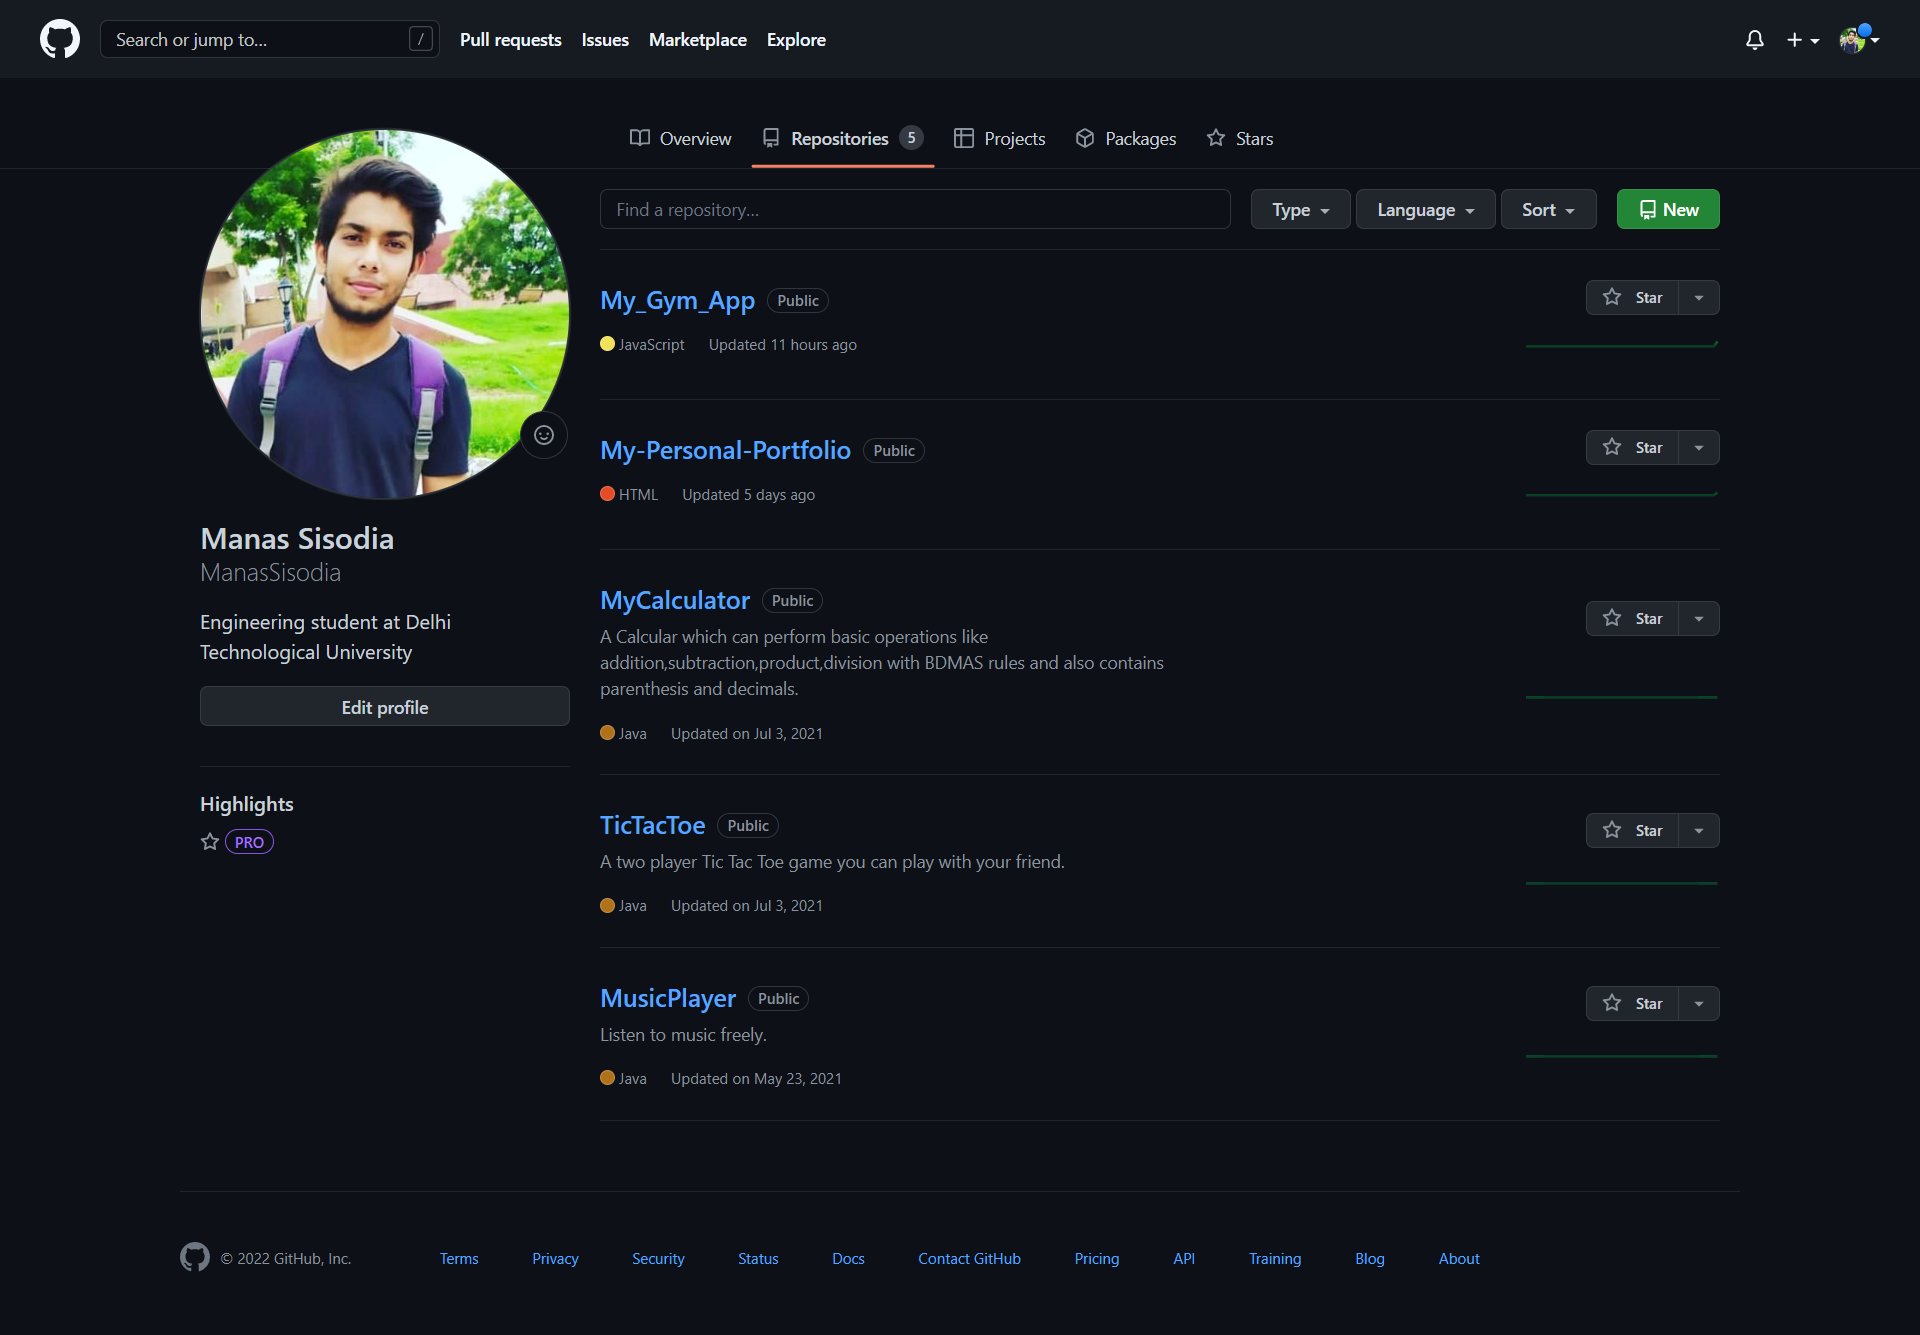 Search or jump to...
/
Pull requests
Issues
Marketplace
Explore
Overview
Repositories 5
Projects
Packages
Stars
Find a repository...
Type
Language
Sort
New
My_Gym_App Public
Star
JavaScript Updated 11 hours ago
My-Personal-Portfolio Public
Star
HTML Updated 5 days ago
Manas Sisodia
ManasSisodia
Engineering student at Delhi
Technological University
Edit profile
Highlights
PRO
MyCalculator Public
Star
A Calcular which can perform basic operations like
addition,subtraction,product,division with BDMAS rules and also contains
parenthesis and decimals.
Java Updated on Jul 3, 2021
TicTacToe Public
Star
A two player Tic Tac Toe game you can play with your friend.
Java Updated on Jul 3, 2021
MusicPlayer Public
Star
Listen to music freely.
Java Updated on May 23, 2021
© 2022 GitHub, Inc.
Terms
Privacy
Security
Status
Docs
Contact GitHub
Pricing
API
Training
Blog
About